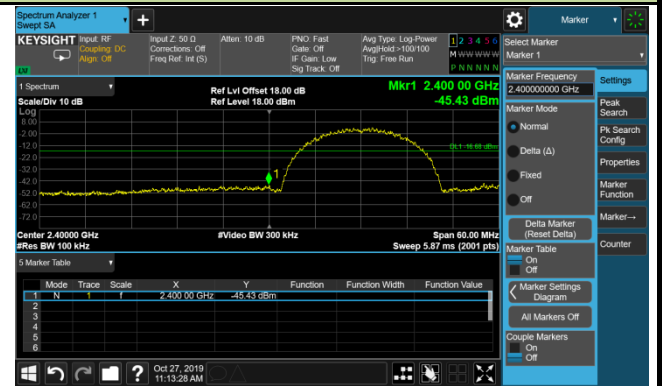 Spectrum Analyzer 1
Swept SA
+
Marker
KEYSIGHT
Input: RF
Coupling: DC
Align: Off
Input Z: 50 Ω
Corrections: Off
Freq Ref: Int (S)
Atten: 10 dB
PNO: Fast
Gate: Off
IF Gain: Low
Sig Track: Off
Avg Type: Log-Power
Avg|Hold:>100/100
Trig: Free Run
1 2 3 4 5 6
M W W W W W
P N N N N N
LXI
1 Spectrum
Scale/Div 10 dB
Log
Ref Lvl Offset 18.00 dB
Ref Level 18.00 dBm
Mkr1 2.400 00 GHz
-45.43 dBm
8.00
-2.00
-12.0
-22.0
-32.0
-42.0
-52.0
-62.0
-72.0
1
Center 2.40000 GHz
#Res BW 100 kHz
#Video BW 300 kHz
Span 60.00 MHz
Sweep 5.87 ms (2001 pts)
5 Marker Table
Mode Trace Scale X Y Function Function Width Function Value
1 N 1 f 2.400 00 GHz -45.43 dBm
2
3
4
5
6
Select Marker
Marker 1
Marker Frequency
2.400000000 GHz
Marker Mode
Normal
Delta (Δ)
Fixed
Off
Delta Marker
(Reset Delta)
Marker Table
On
Off
Marker Settings
Diagram
All Markers Off
Couple Markers
On
Off
Settings
Peak
Search
Pk Search
Config
Properties
Marker
Function
Marker→
Counter
?
Oct 27, 2019
11:13:28 AM